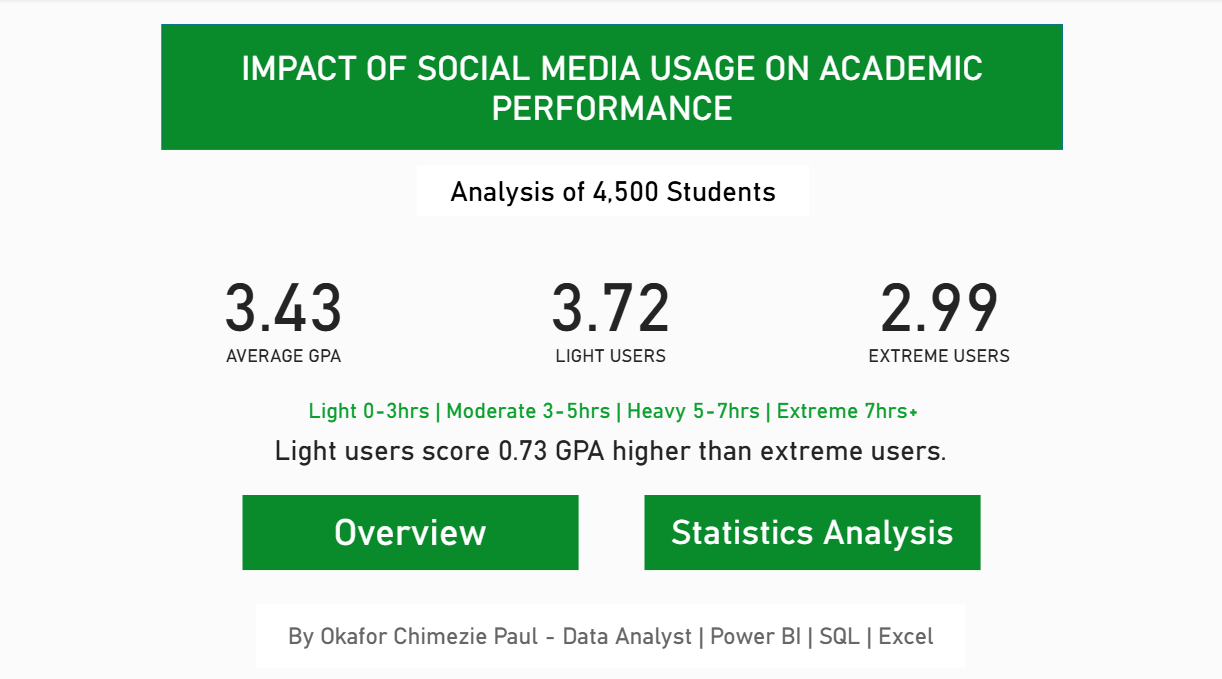 IMPACT OF SOCIAL MEDIA USAGE ON ACADEMIC
PERFORMANCE
Analysis of 4,500 Students
3.43
AVERAGE GPA
3.72
LIGHT USERS
2.99
EXTREME USERS
Light 0-3hrs | Moderate 3-5hrs | Heavy 5-7hrs | Extreme 7hrs+
Light users score 0.73 GPA higher than extreme users.
Overview
Statistics Analysis
By Okafor Chimezie Paul - Data Analyst | Power BI | SQL | Excel